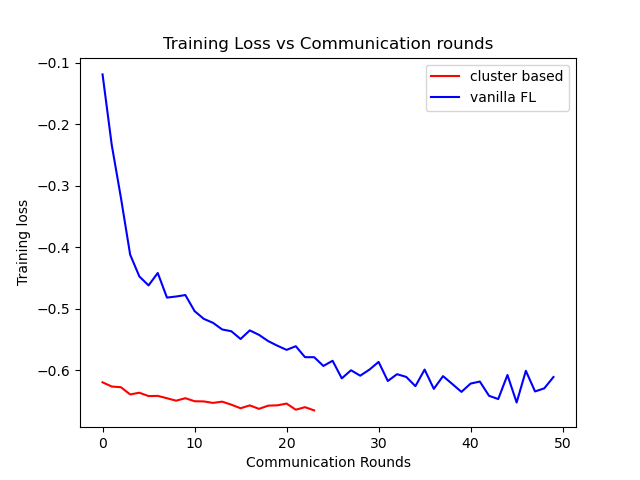 Training Loss vs Communication rounds
cluster based
vanilla FL
Training loss
−0.1
−0.2
−0.3
−0.4
−0.5
−0.6
0 10 20 30 40 50
Communication Rounds